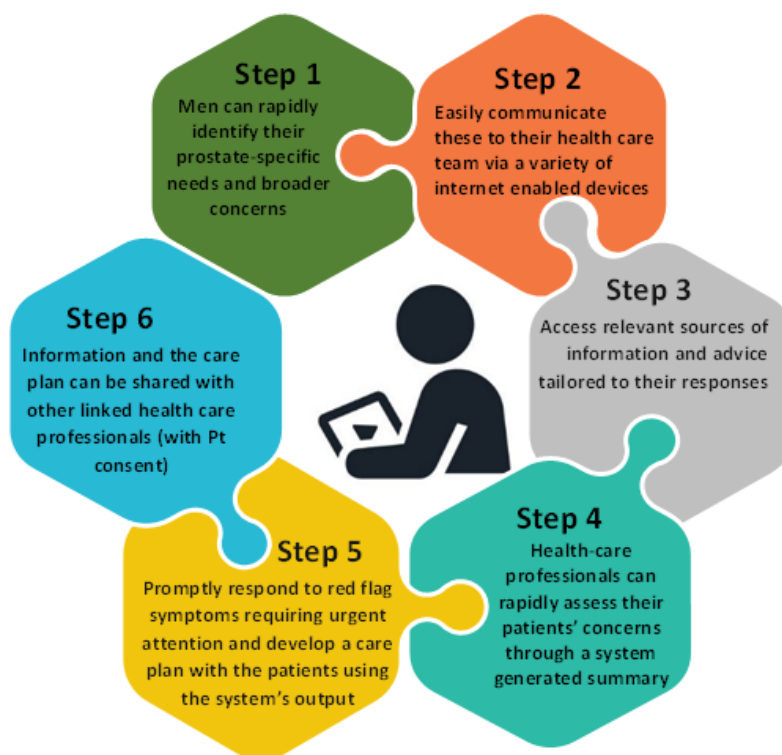 Step 1
Men can rapidly
identify their
prostate-specific
needs and broader
concerns
Step 2
Easily communicate
these to their health care
team via a variety of
internet enabled devices
Step 3
Access relevant sources of
information and advice
tailored to their responses
Step 4
Health-care
professionals can
rapidly assess their
patients' concerns
through a system
generated summary
Step 5
Promptly respond to red flag
symptoms requiring urgent
attention and develop a care
plan with the patients using
the system's output
Step 6
Information and the care
plan can be shared with
other linked health care
professionals (with Pt
consent)